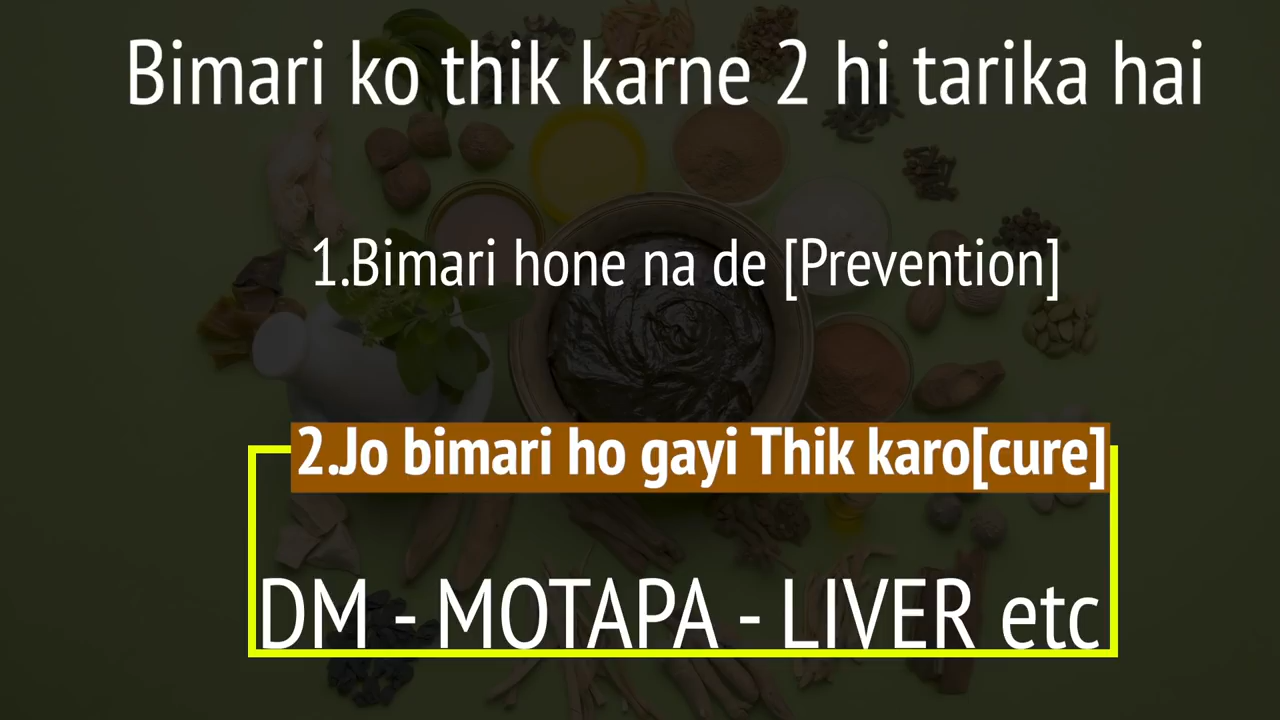 Bimari ko thik karne 2 hi tarika hai
1.Bimari hone na de [Prevention]
2.Jo bimari ho gayi Thik karo[cure]
DM - MOTAPA - LIVER etc